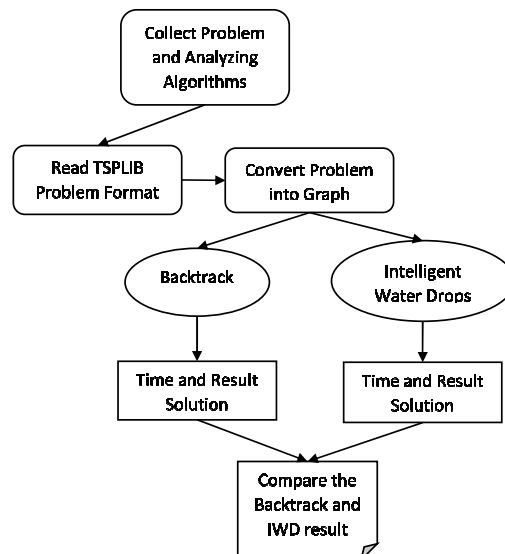 Collect Problem
and Analyzing
Algorithms
Read TSPLIB
Problem Format
Convert Problem
into Graph
Backtrack
Intelligent
Water Drops
Time and Result
Solution
Time and Result
Solution
Compare the
Backtrack and
IWD result